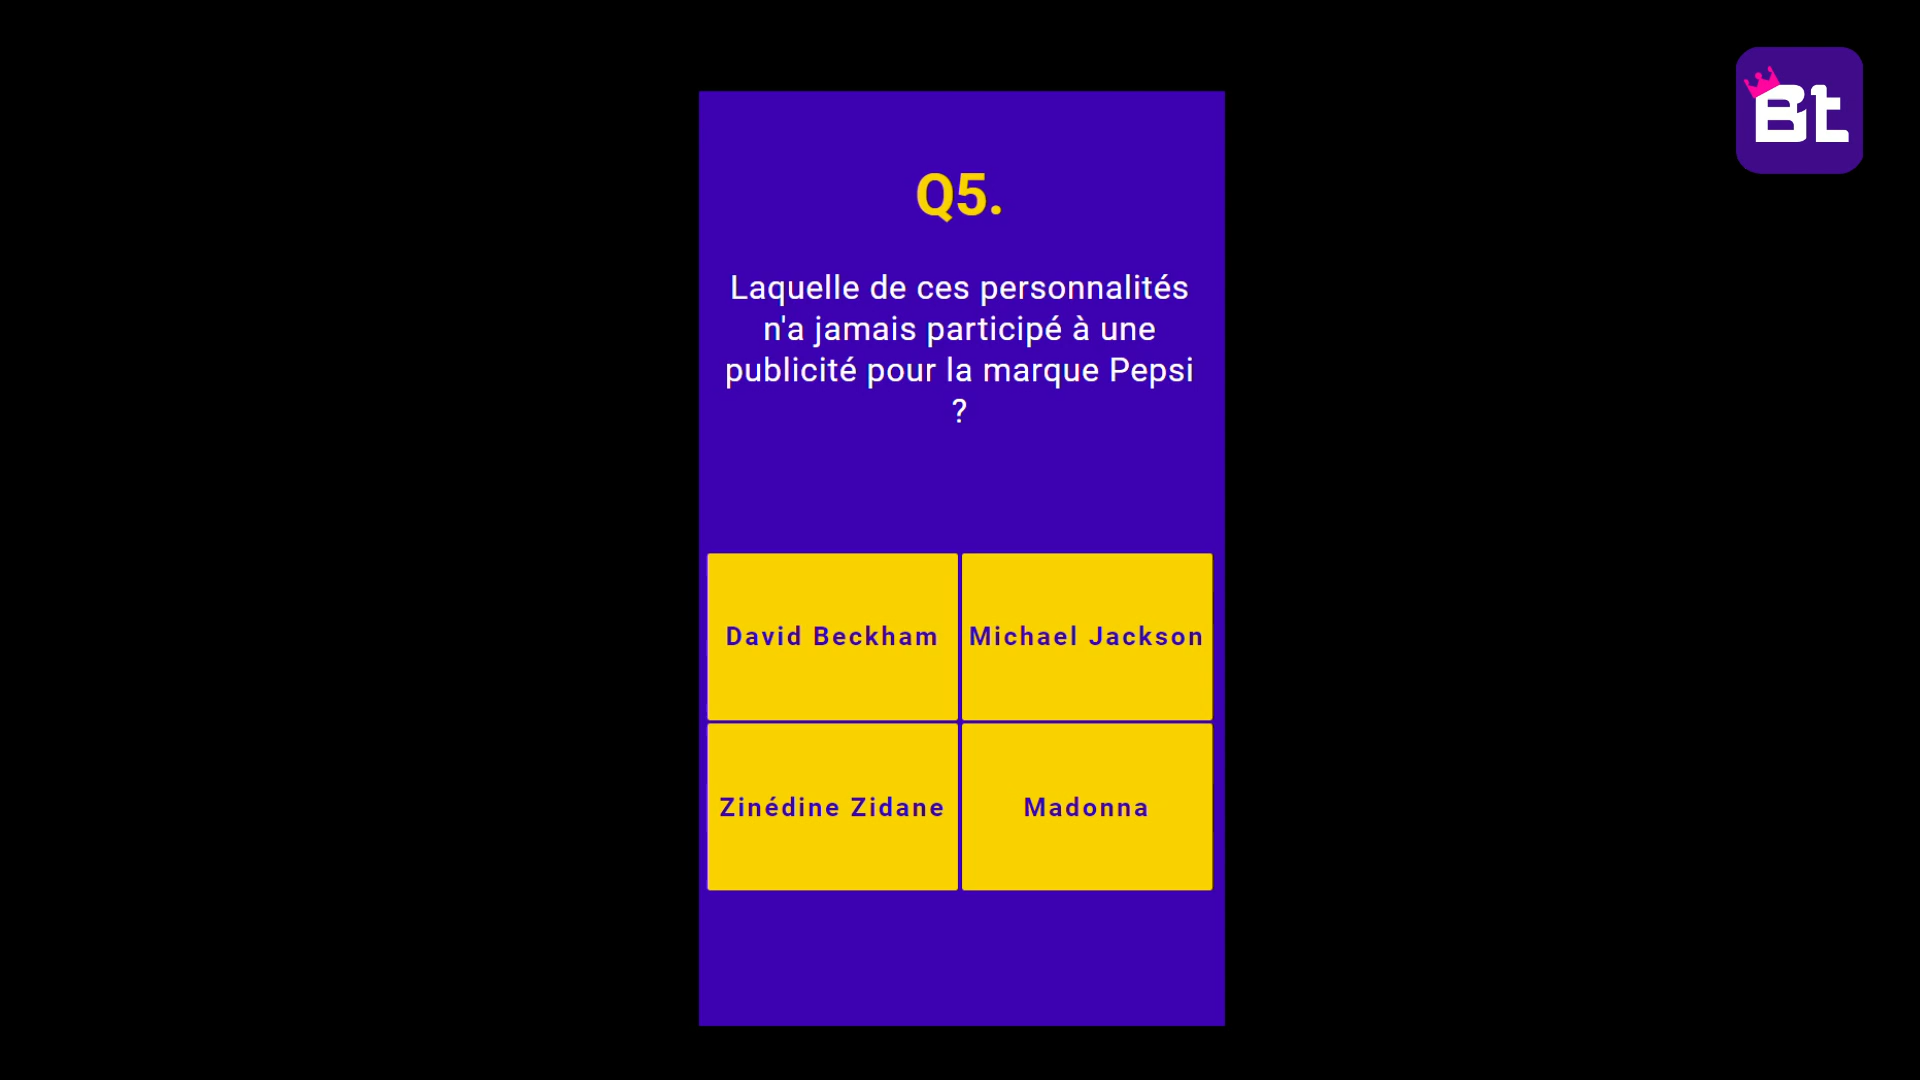 Bt
Q5.
Laquelle de ces personnalités
n'a jamais participé à une
publicité pour la marque Pepsi
?
David Beckham
Michael Jackson
Zinédine Zidane
Madonna